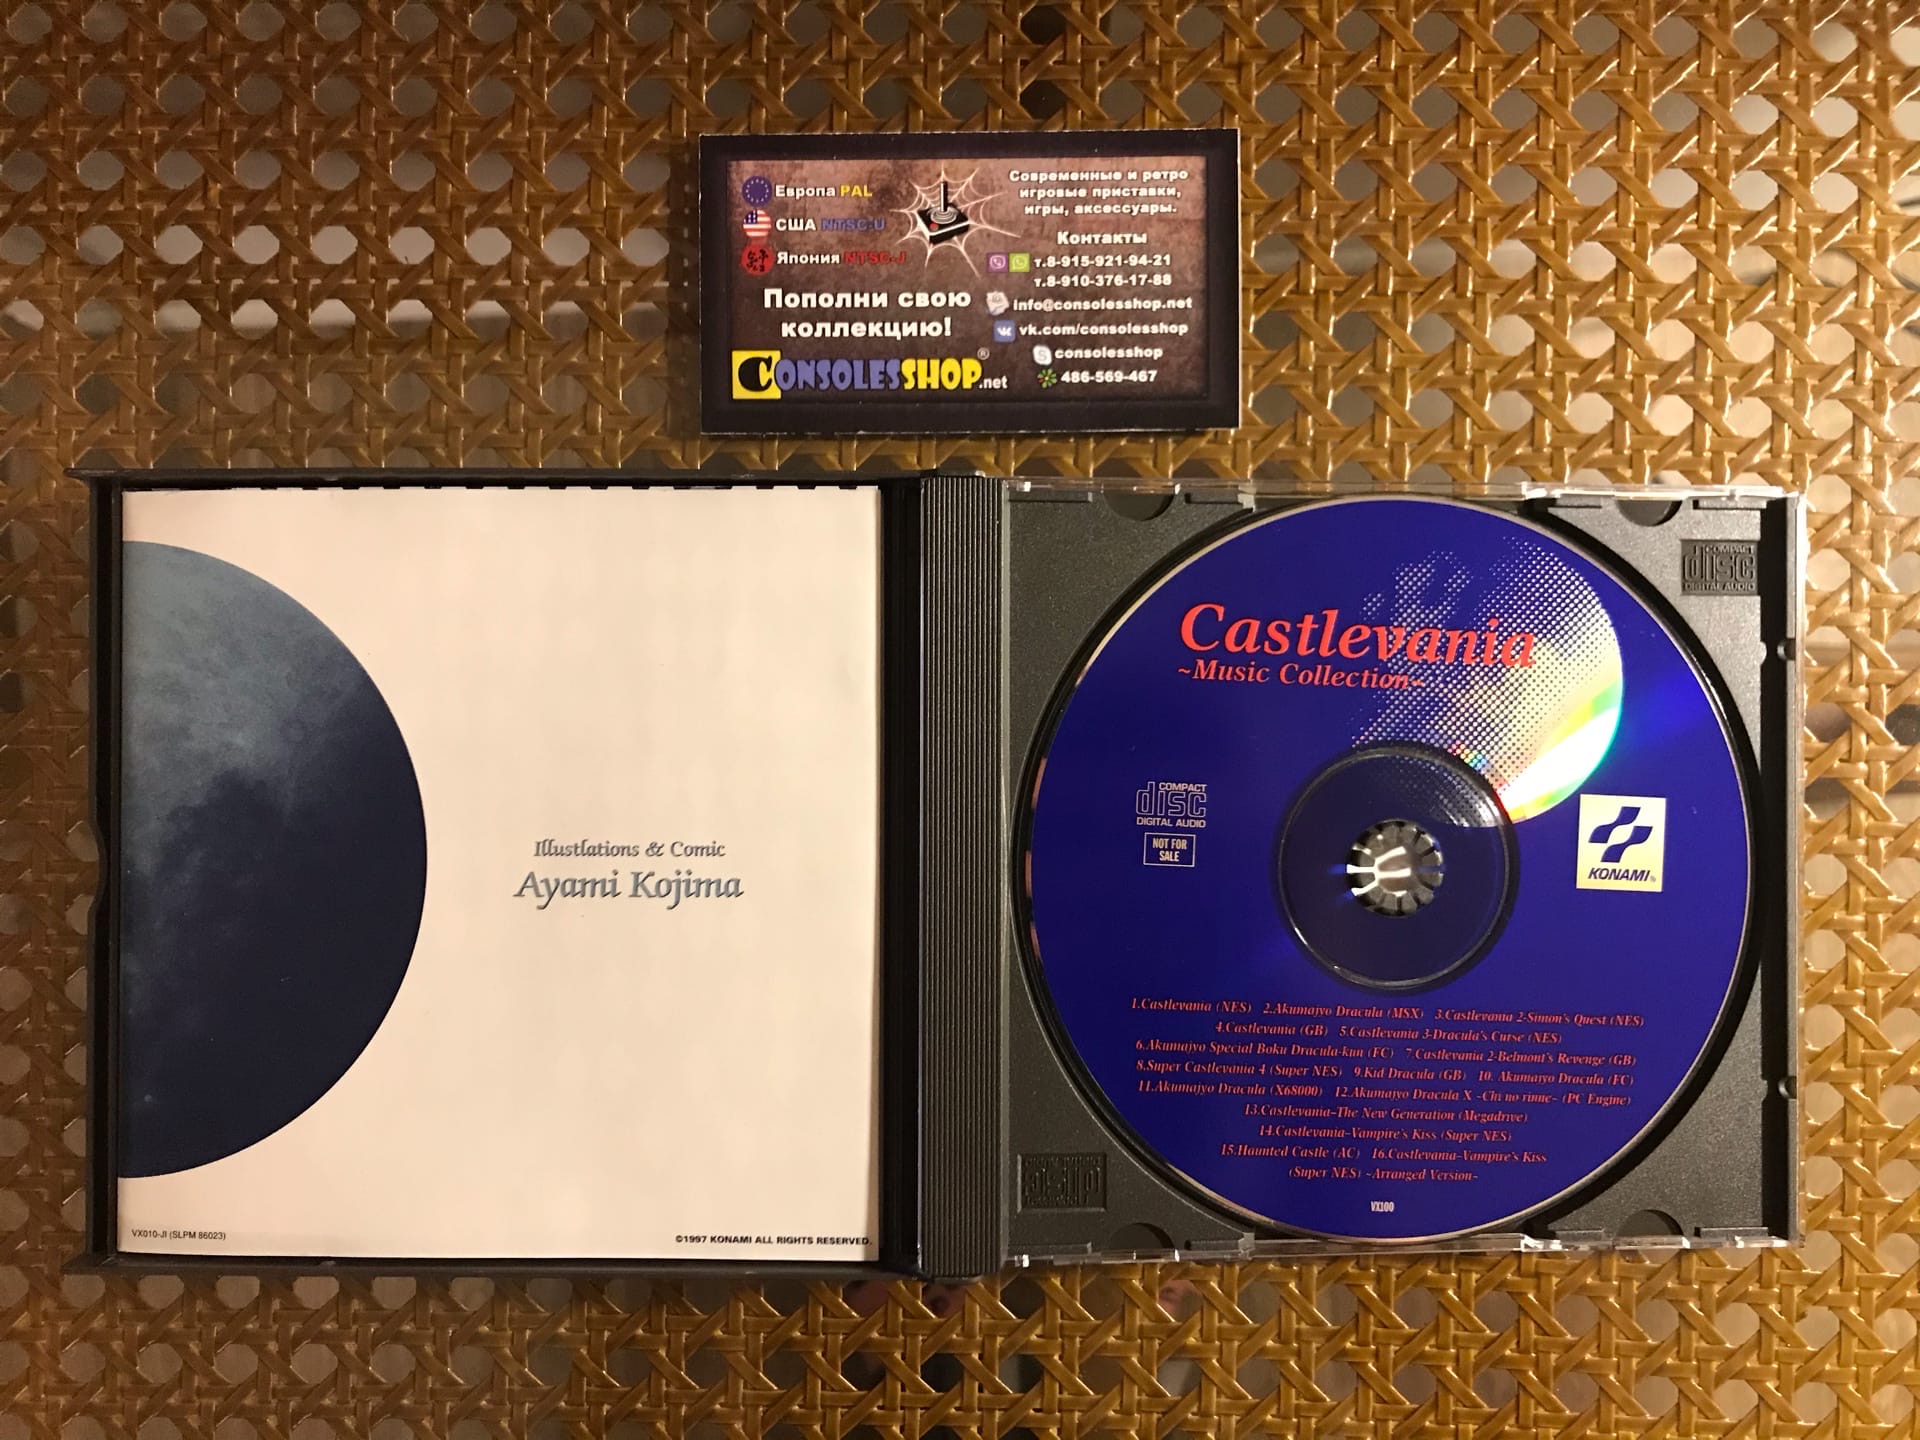 Европа PAL
США NTSC-U
Япония NTSC-J
Пополни свою
коллекцию!
CONSOLESSHOP.net
®
Современные и ретро
игровые приставки,
игры, аксессуары.
Контакты
т.8-915-921-94-21
т.8-910-376-17-88
info@consolesshop.net
vk.com/consolesshop
consolesshop
486-569-467
Illustlations & Comic
Ayami Kojima
VX010-JI (SLPM 86023)
©1997 KONAMI ALL RIGHTS RESERVED.
COMPACT
disc
DIGITAL AUDIO
Castlevania
~Music Collection~
COMPACT
disc
DIGITAL AUDIO
NOT FOR
SALE
KONAMI®
1.Castlevania (NES) 2.Akumajyo Dracula (MSX) 3.Castlevania 2-Simon's Quest (NES)
4.Castlevania (GB) 5.Castlevania 3-Dracula's Curse (NES)
6.Akumajyo Special Boku Dracula-kun (FC) 7.Castlevania 2-Belmont's Revenge (GB)
8.Super Castlevania 4 (Super NES) 9.Kid Dracula (GB) 10. Akumajyo Dracula (FC)
11.Akumajyo Dracula (X68000) 12.Akumajyo Dracula X ~Chi no rinne~ (PC Engine)
13.Castlevania-The New Generation (Megadrive)
14.Castlevania-Vampire's Kiss (Super NES)
15.Haunted Castle (AC) 16.Castlevania-Vampire's Kiss
(Super NES) ~Arranged Version~
VX100